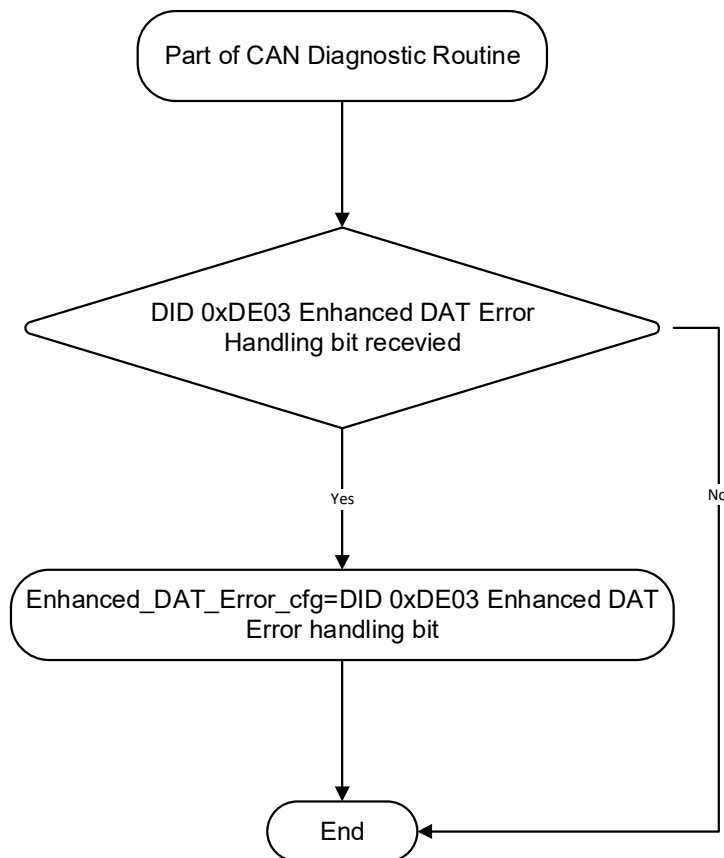 Part of CAN Diagnostic Routine
DID 0xDE03 Enhanced DAT Error
Handling bit recevied
Yes
No
Enhanced_DAT_Error_cfg=DID 0xDE03 Enhanced DAT
Error handling bit
End